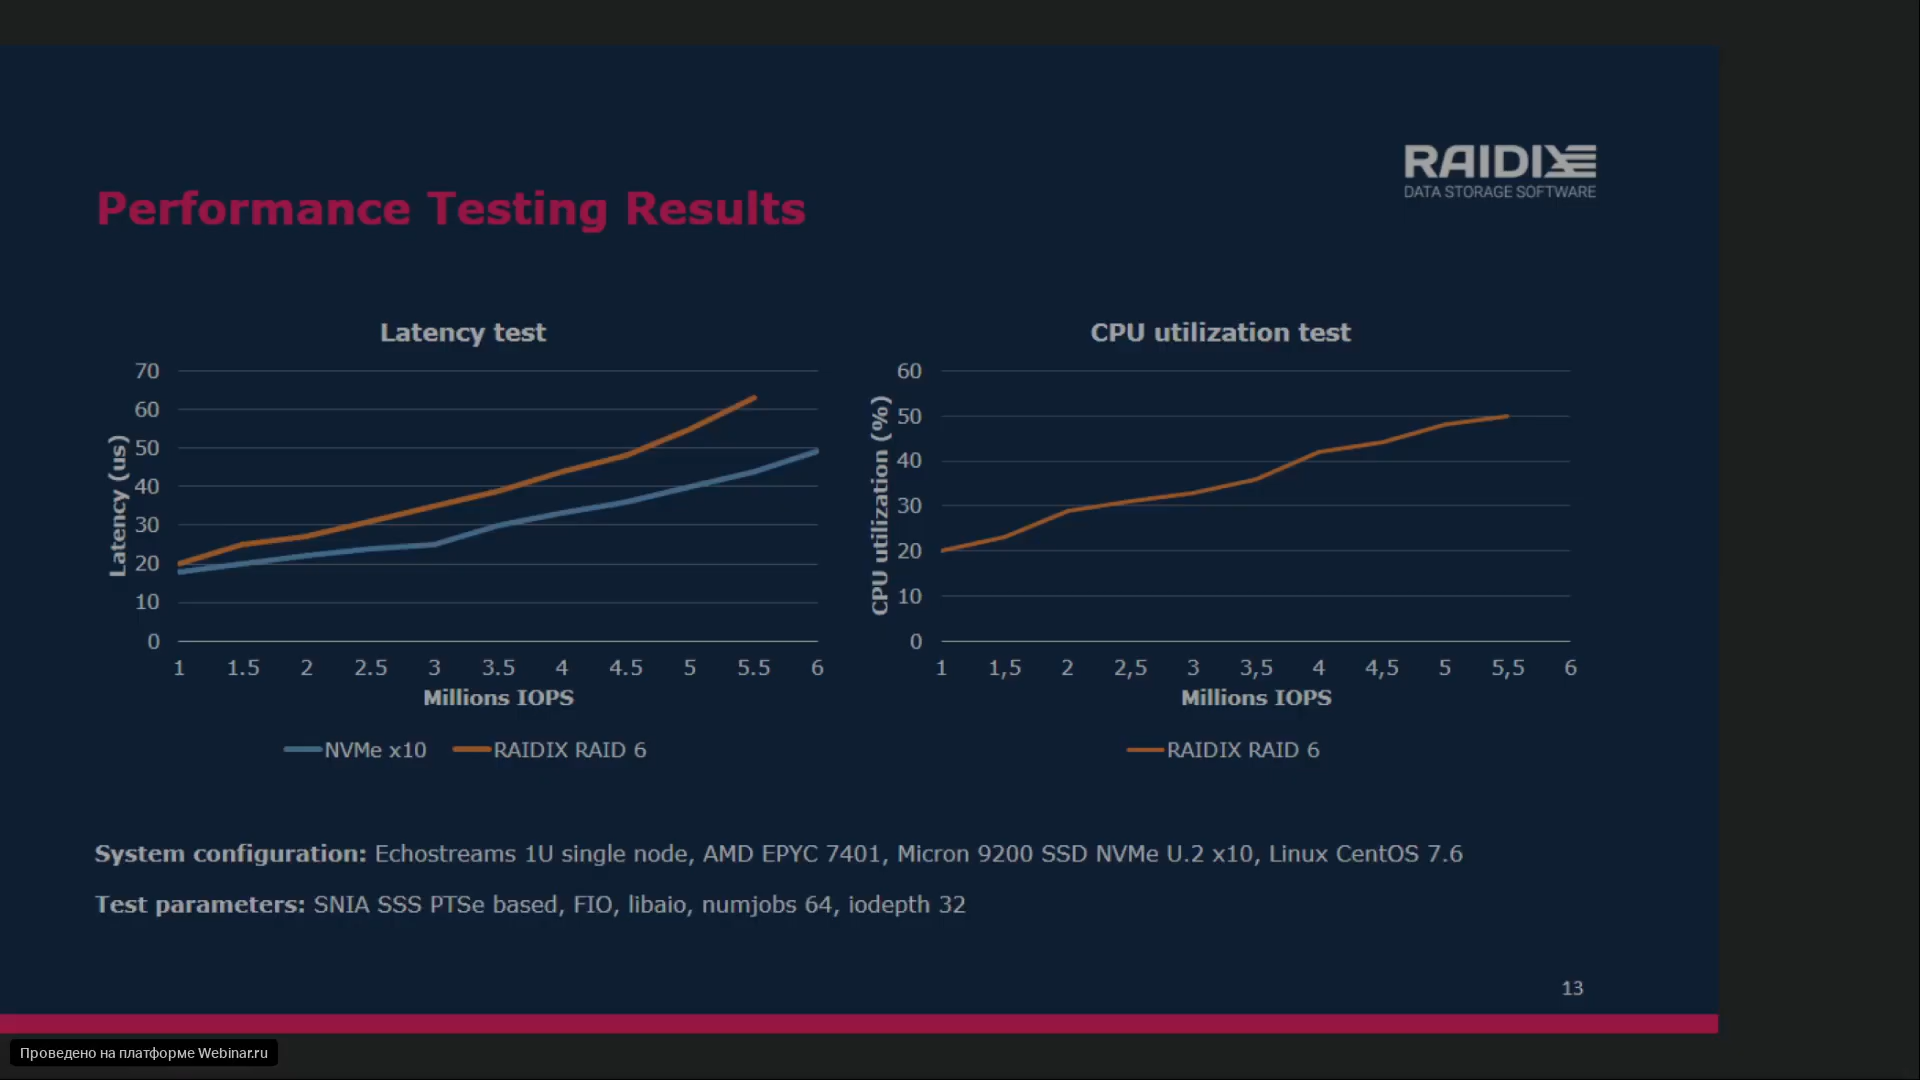 RAIDIX
DATA STORAGE SOFTWARE
Performance Testing Results
Latency test
70
60
50
40
30
20
10
0
Latency (us)
1 1.5 2 2.5 3 3.5 4 4.5 5 5.5 6
Millions IOPS
NVMe x10 RAIDIX RAID 6
CPU utilization test
60
50
40
30
20
10
0
CPU utilization (%)
1 1,5 2 2,5 3 3,5 4 4,5 5 5,5 6
Millions IOPS
RAIDIX RAID 6
System configuration: Echostreams 1U single node, AMD EPYC 7401, Micron 9200 SSD NVMe U.2 x10, Linux CentOS 7.6
Test parameters: SNIA SSS PTSe based, FIO, libaio, numjobs 64, iodepth 32
13
Проведено на платформе Webinar.ru